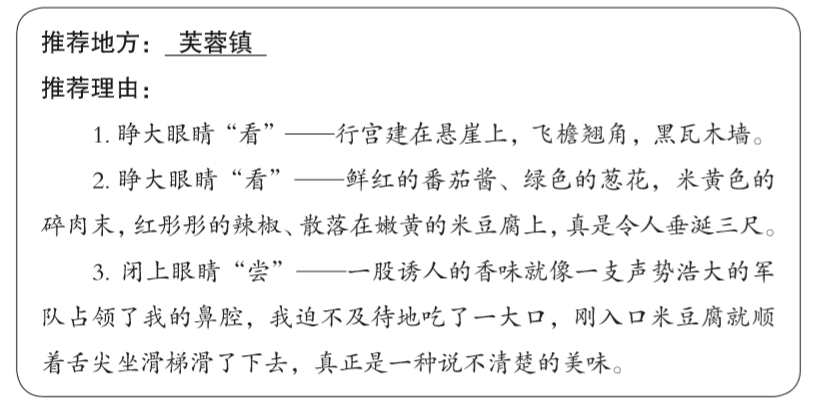 推荐地方：芙蓉镇
推荐理由：
1. 睁大眼睛“看”——行宫建在悬崖上，飞檐翘角，黑瓦木墙。
2. 睁大眼睛“看”——鲜红的番茄酱、绿色的葱花，米黄色的
碎肉末，红彤彤的辣椒、散落在嫩黄的米豆腐上，真是令人垂涎三尺。
3. 闭上眼睛“尝”——一股诱人的香味就像一支声势浩大的军
队占领了我的鼻腔，我迫不及待地吃了一大口，刚入口米豆腐就顺
着舌尖坐滑梯滑了下去，真正是一种说不清楚的美味。